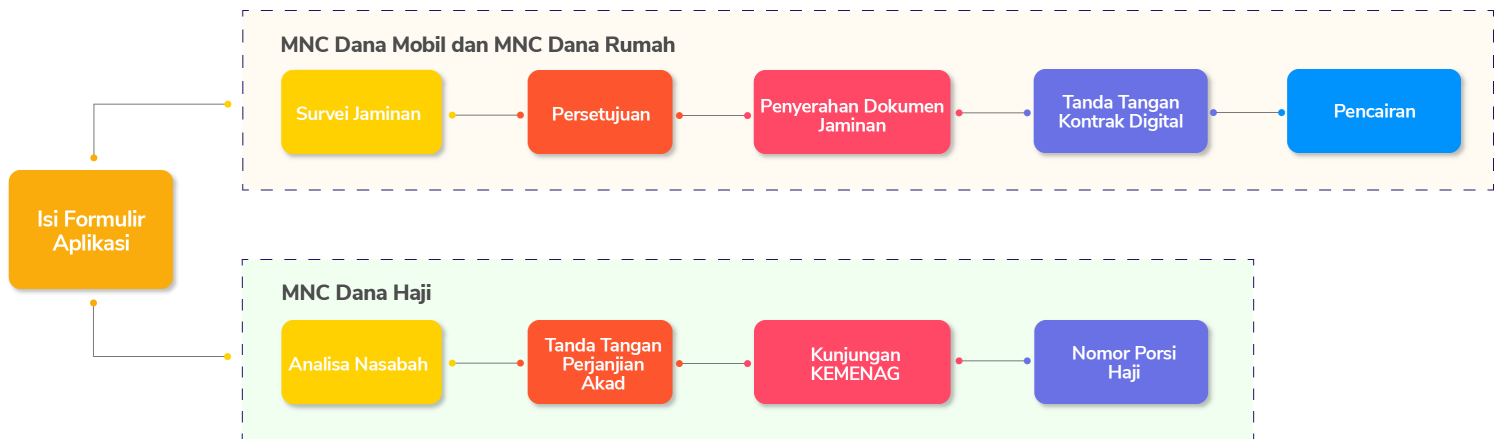 MNC Dana Mobil dan MNC Dana Rumah
Survei Jaminan
Persetujuan
Penyerahan Dokumen
Jaminan
Tanda Tangan
Kontrak Digital
Pencairan
Isi Formulir
Aplikasi
MNC Dana Haji
Analisa Nasabah
Tanda Tangan
Perjanjian
Akad
Kunjungan
KEMENAG
Nomor Porsi
Haji